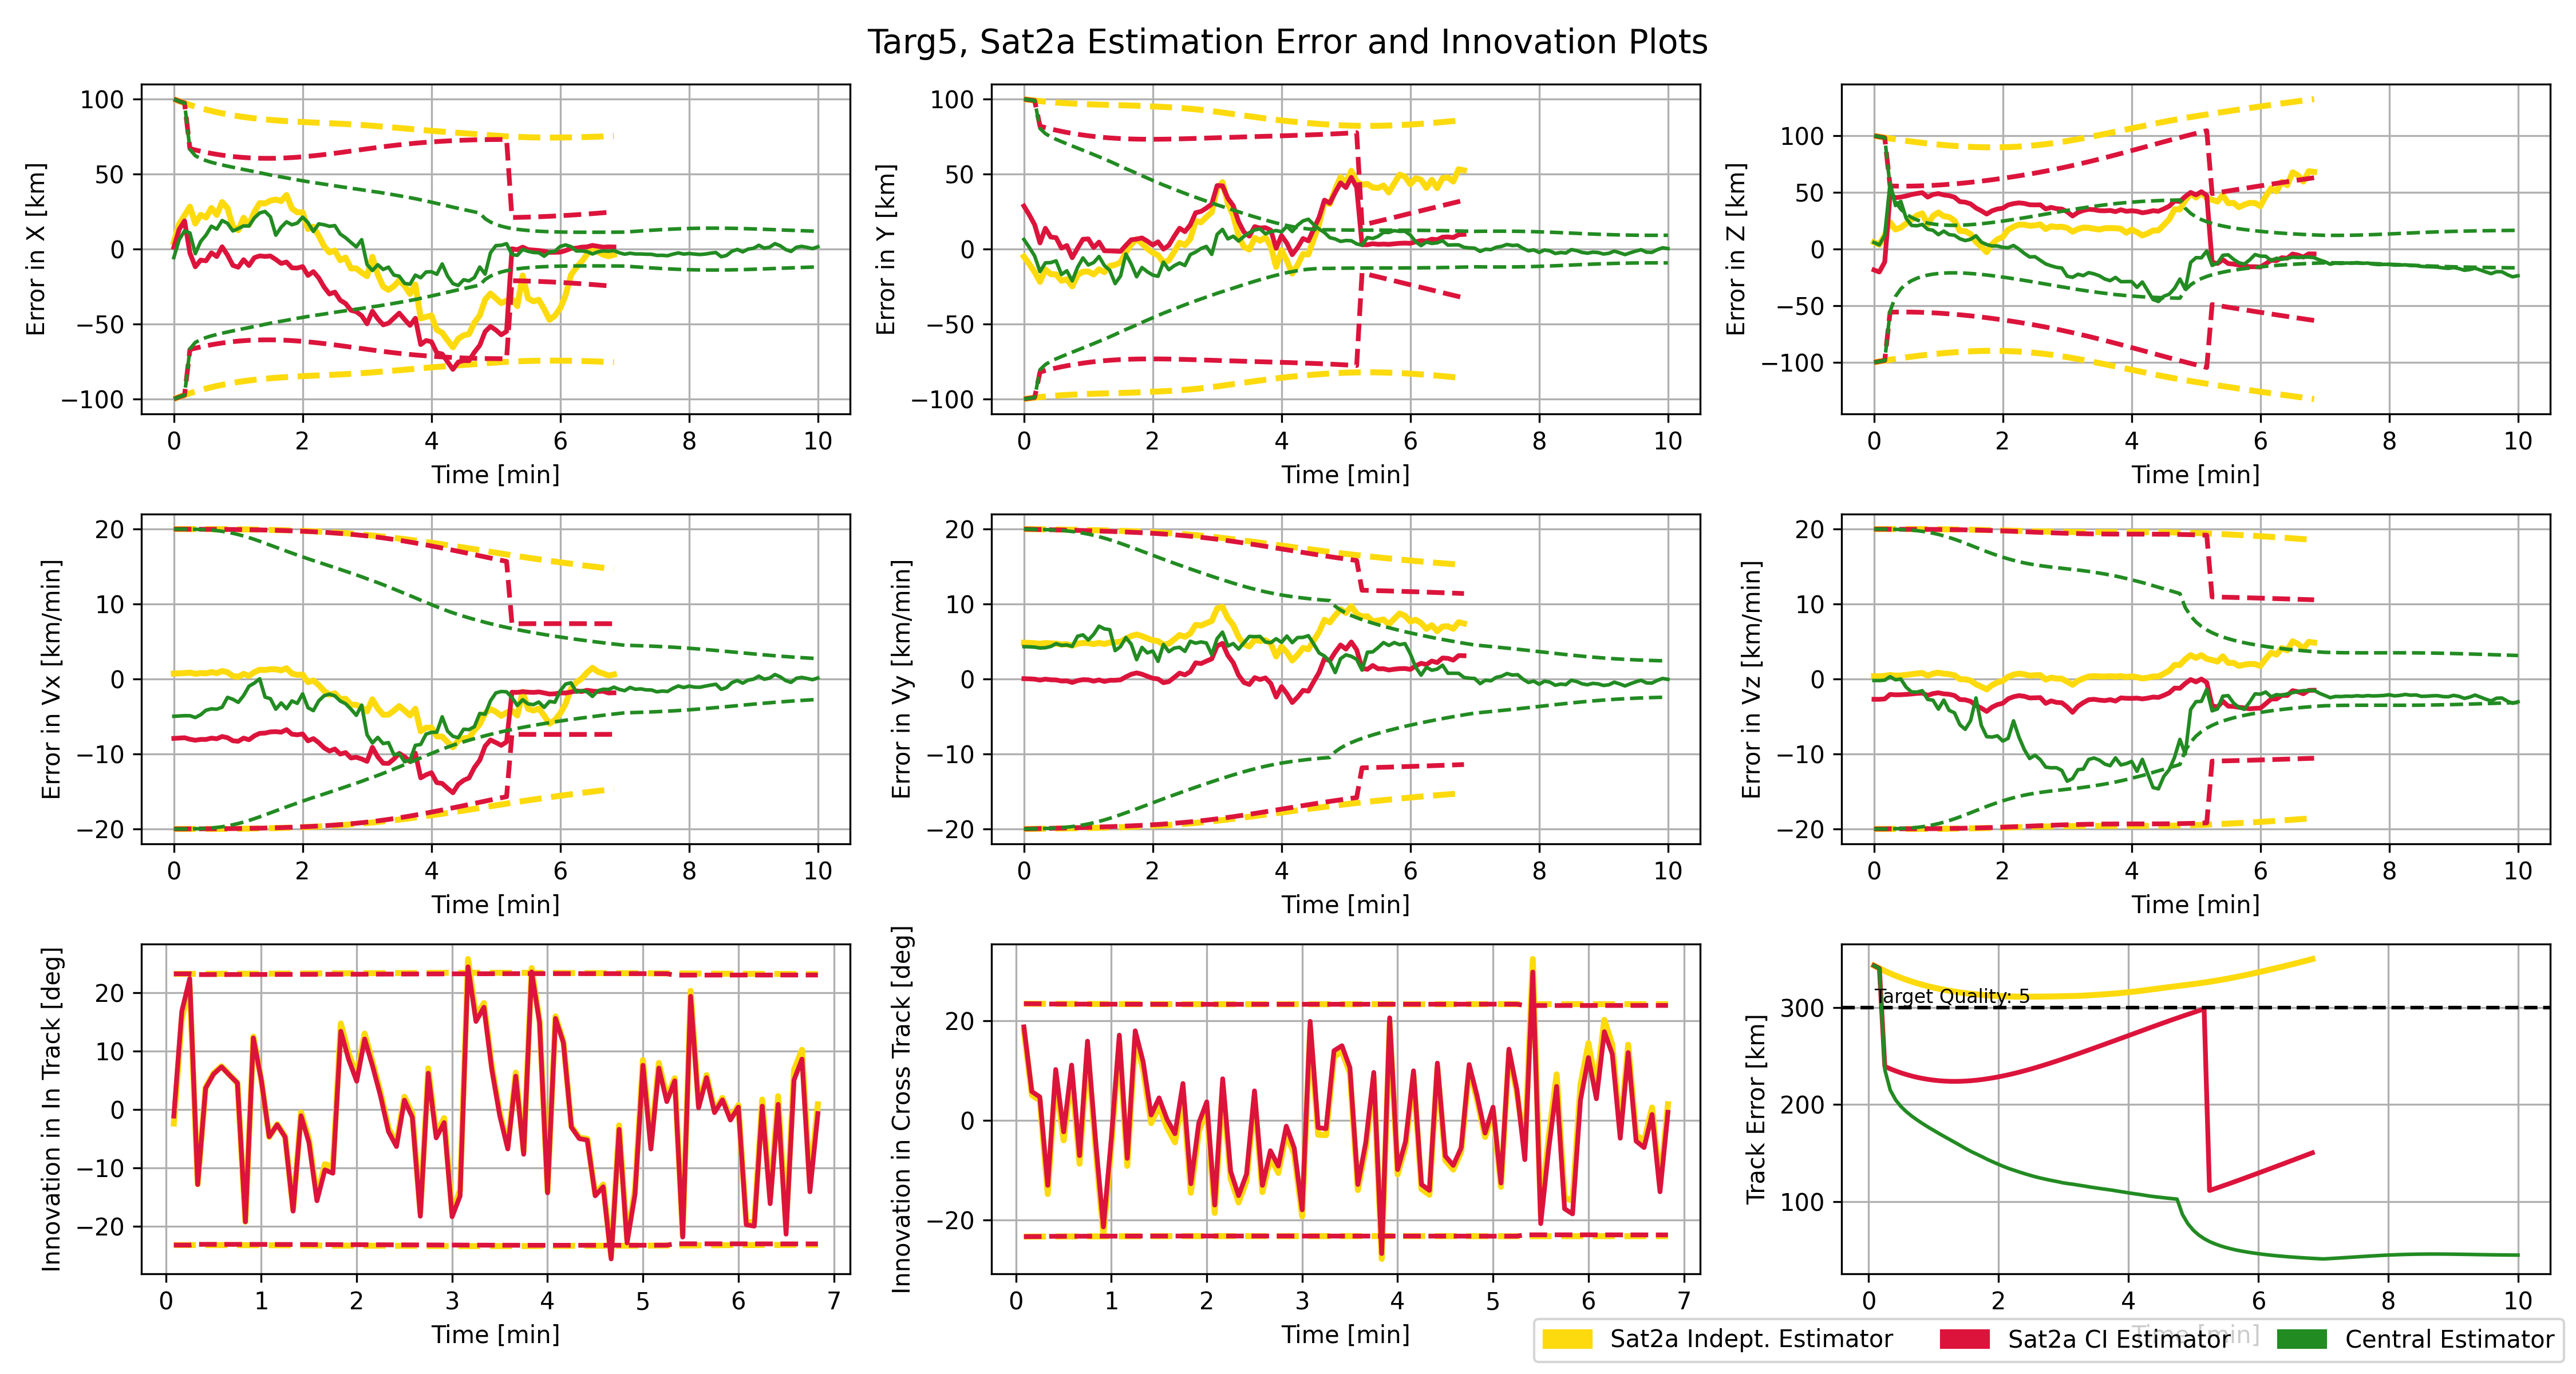 Targ5, Sat2a Estimation Error and Innovation Plots
Error in X [km]
100
50
0
−50
−100
0 2 4 6 8 10
Time [min]
Error in Y [km]
100
50
0
−50
−100
0 2 4 6 8 10
Time [min]
Error in Z [km]
100
50
0
−50
−100
0 2 4 6 8 10
Time [min]
Error in Vx [km/min]
20
10
0
−10
−20
0 2 4 6 8 10
Time [min]
Error in Vy [km/min]
20
10
0
−10
−20
0 2 4 6 8 10
Time [min]
Error in Vz [km/min]
20
10
0
−10
−20
0 2 4 6 8 10
Time [min]
Innovation in In Track [deg]
20
10
0
−10
−20
0 1 2 3 4 5 6 7
Time [min]
Innovation in Cross Track [deg]
20
0
−20
0 1 2 3 4 5 6 7
Time [min]
Track Error [km]
300
200
100
Target Quality: 5
0 2 4 6 8 10
Time [min]
Sat2a Indept. Estimator
Sat2a CI Estimator
Central Estimator